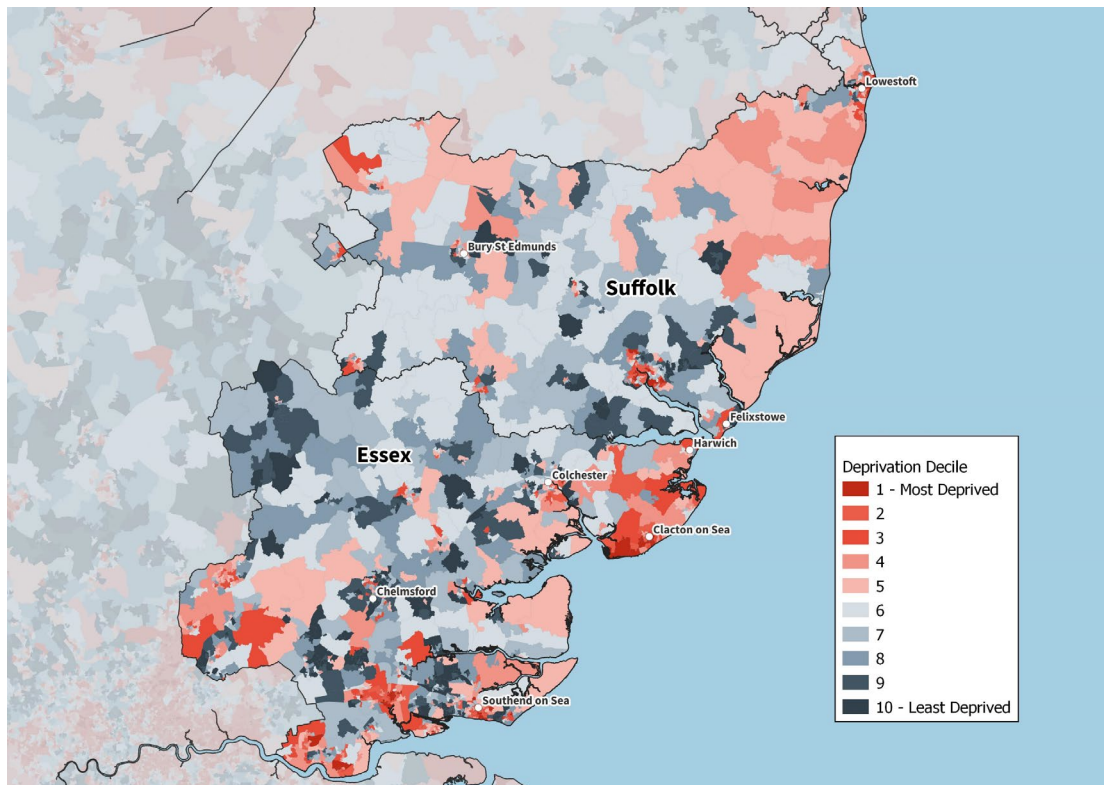 Lowestoft
Bury St Edmunds
Suffolk
Felixstowe
Harwich
Essex
Colchester
Clacton on Sea
Chelmsford
Southend on Sea
Deprivation Decile
1 - Most Deprived
2
3
4
5
6
7
8
9
10 - Least Deprived